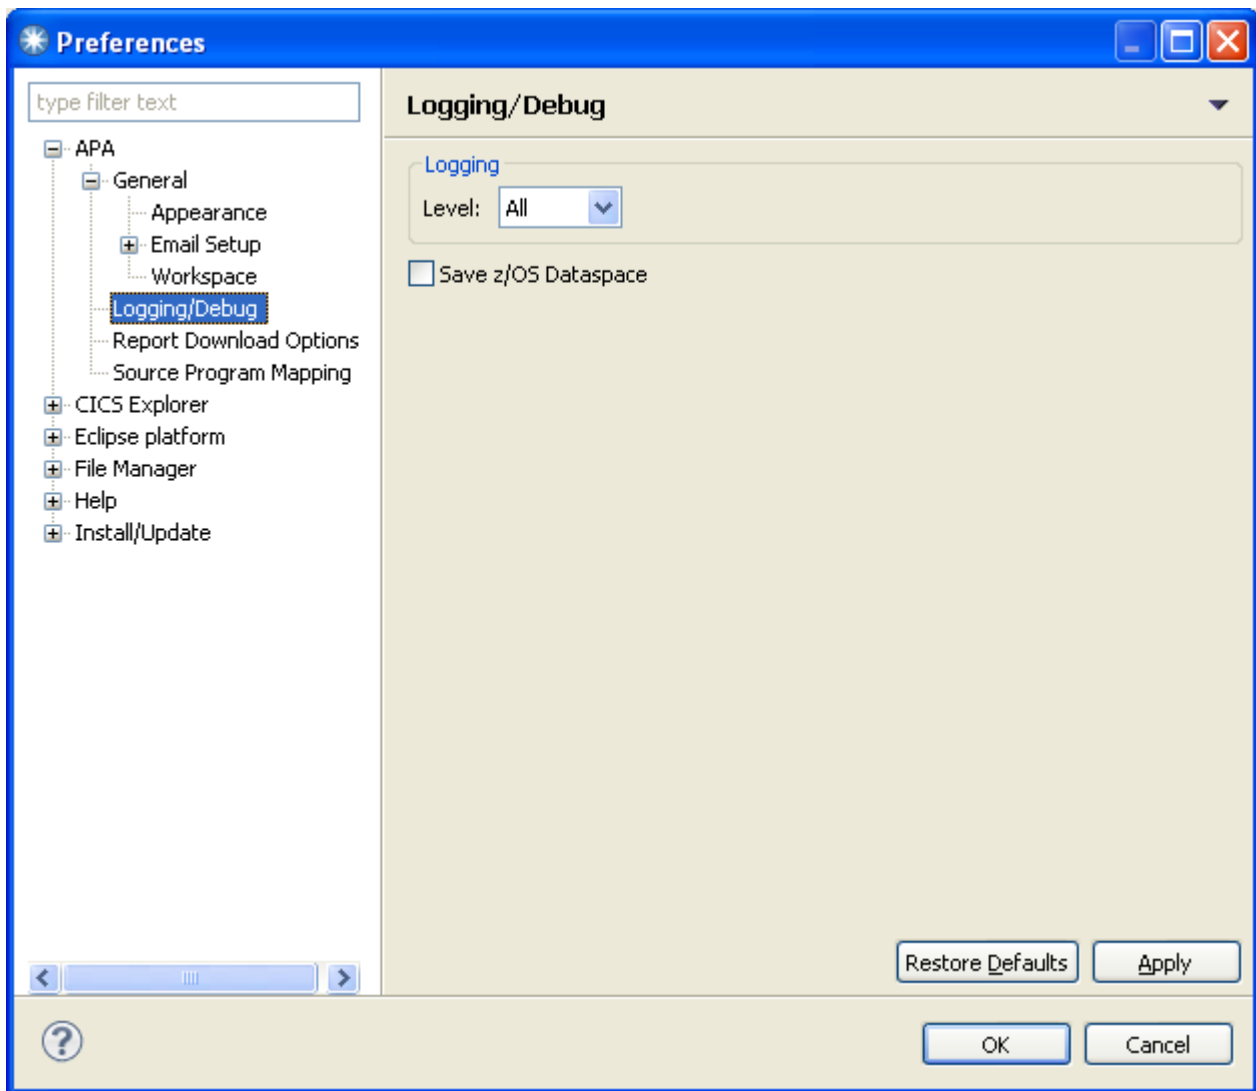 Preferences
type filter text
APA
General
Appearance
Email Setup
Workspace
Logging/Debug
Report Download Options
Source Program Mapping
CICS Explorer
Eclipse platform
File Manager
Help
Install/Update
Logging/Debug
Logging
Level: All
Save z/OS Dataspace
Restore Defaults Apply
OK Cancel